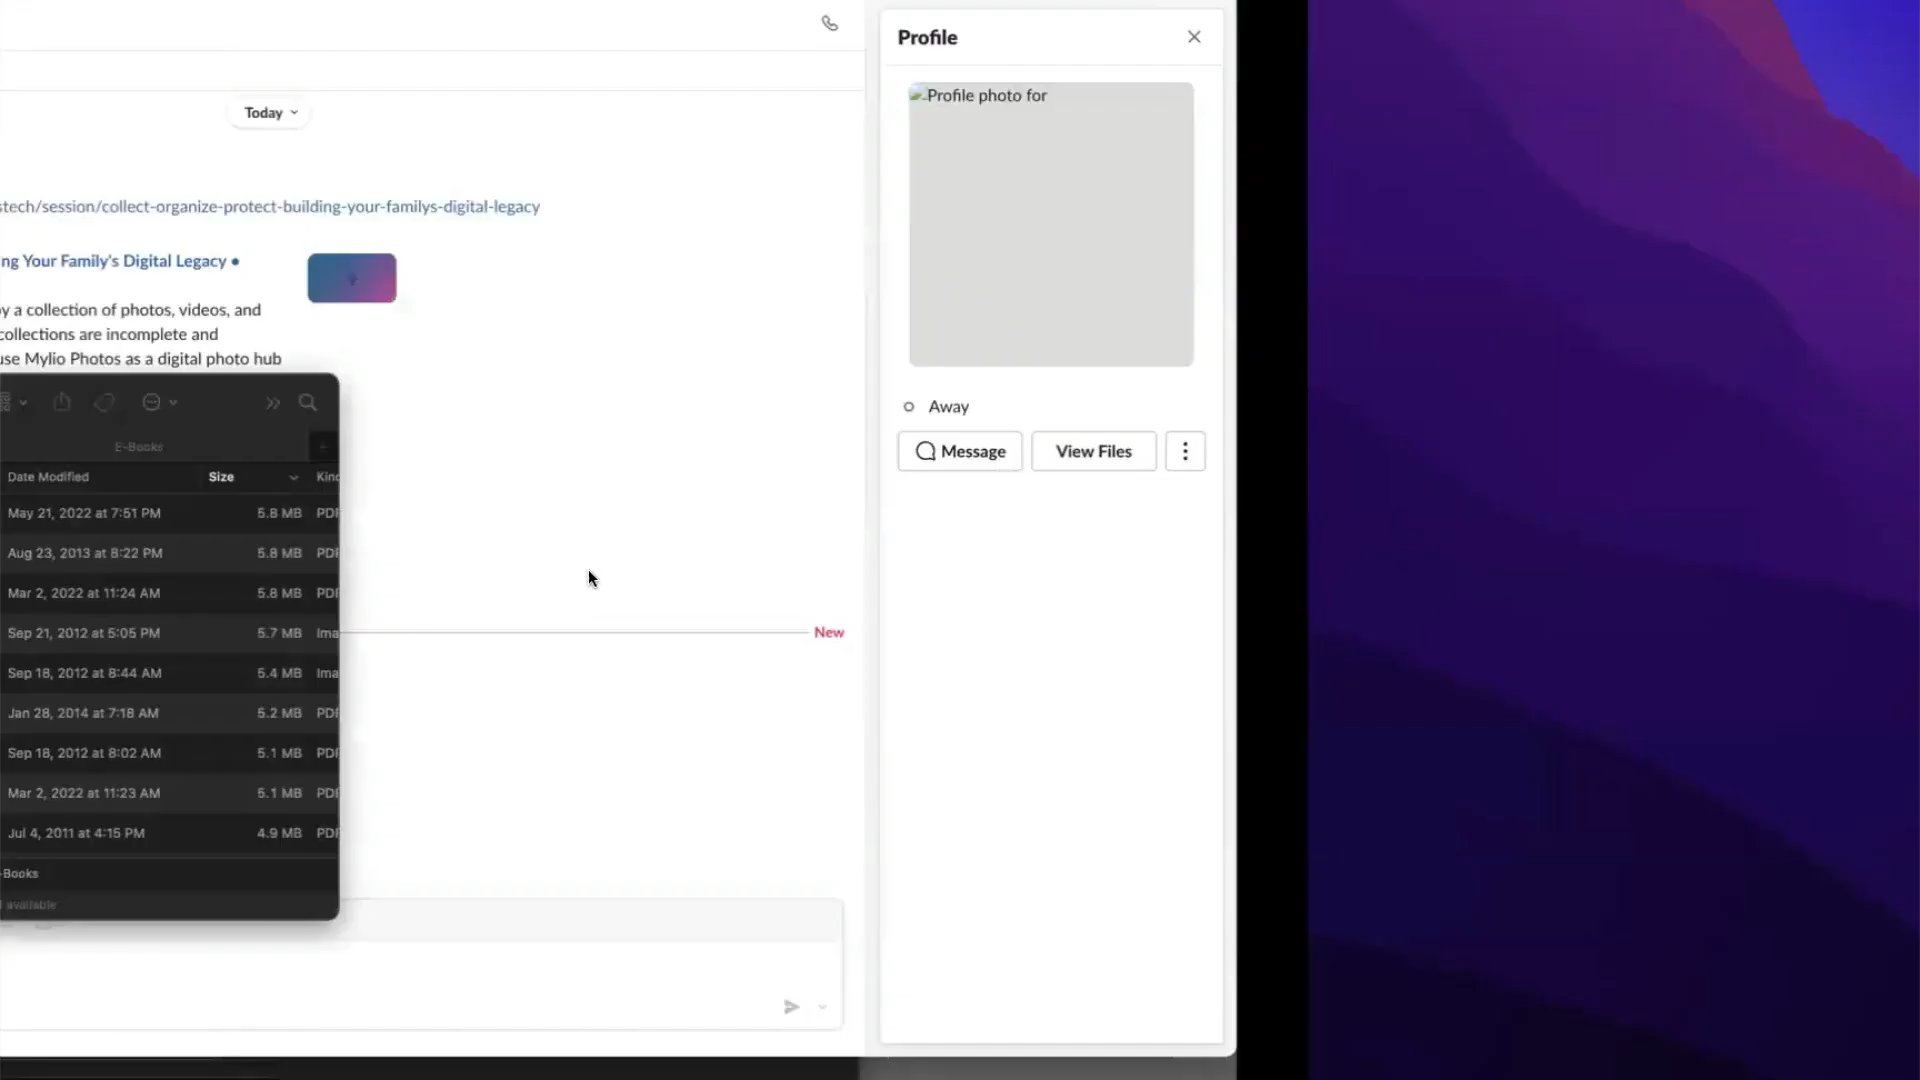 Profile
Today
Profile photo for
stech/session/collect-organize-protect-building-your-familys-digital-legacy
ng Your Family's Digital Legacy •
y a collection of photos, videos, and
collections are incomplete and
use Mylio Photos as a digital photo hub
Away
Message
View Files
E-Books
Date Modified Size Kind
May 21, 2022 at 7:51 PM 5.8 MB PDF
Aug 23, 2013 at 8:22 PM 5.8 MB PDF
Mar 2, 2022 at 11:24 AM 5.8 MB PDF
Sep 21, 2012 at 5:05 PM 5.7 MB Ima
Sep 18, 2012 at 8:44 AM 5.4 MB Ima
Jan 28, 2014 at 7:18 AM 5.2 MB PDF
Sep 18, 2012 at 8:02 AM 5.1 MB PDF
Mar 2, 2022 at 11:23 AM 5.1 MB PDF
Jul 4, 2011 at 4:15 PM 4.9 MB PDF
New
-Books
available